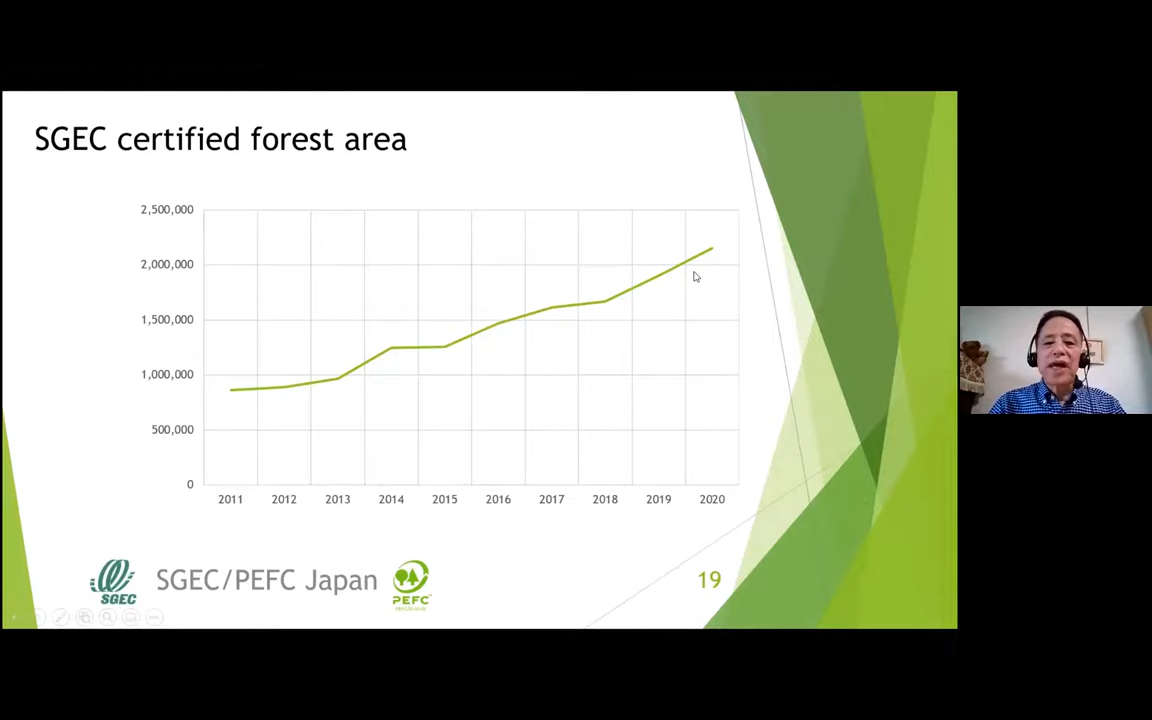 SGEC certified forest area
2,500,000
2,000,000
1,500,000
1,000,000
500,000
0
2011 2012 2013 2014 2015 2016 2017 2018 2019 2020
SGEC
SGEC/PEFC Japan
PEFC
19